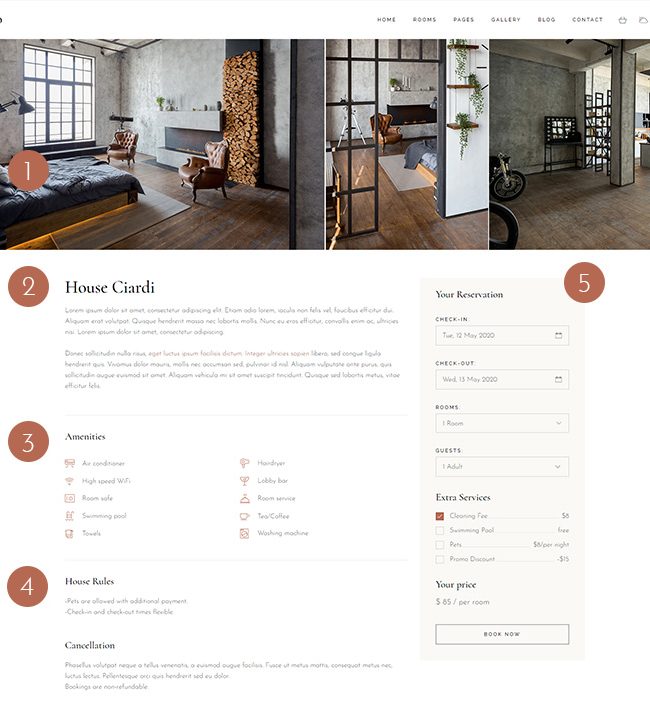 HOME ROOMS PAGES GALLERY BLOG CONTACT
1
2
House Ciardi
Lorem ipsum dolor sit amet, consectetur adipiscing elit. Etiam odio lorem, iaculis non felis vel, faucibus efficitur dui.
Aliquam erat volutpat. Quisque hendrerit massa nec lobortis mollis. Nunc eu eros efficitur, convallis enim ac, ultricies
nisi. Lorem ipsum dolor sit amet, consectetur adipiscing.
Donec sollicitudin nulla risus, eget luctus ipsum facilisis dictum. Integer ultricies sapien libero, sed congue ligula
hendrerit quis. Vivamus dolor mauris, mollis nec accumsan sed, pulvinar id nisl. Aliquam vulputate ante purus, quis
sollicitudin augue euismod sit amet. Aliquam vehicula mi sit amet suscipit tincidunt. Quisque sed lobortis metus, vitae
efficitur felis.
3
Amenities
Air conditioner
Hairdryer
High speed WiFi
Lobby bar
Room safe
Room service
Swimming pool
Tea/Coffee
Towels
Washing machine
4
House Rules
-Pets are allowed with additional payment.
-Check-in and check-out times flexible
Cancellation
Phasellus volutpat neque a tellus venenatis, a euismod augue facilisis. Fusce ut metus mattis, consequat metus nec,
luctus lectus. Pellentesque orci quis hendrerit sed eu dolor.
Bookings are non-refundable
5
Your Reservation
CHECK-IN:
Tue, 12 May 2020
CHECK-OUT:
Wed, 13 May 2020
ROOMS:
1 Room
GUESTS:
1 Adult
Extra Services
Cleaning Fee $8
Swimming Pool free
Pets $8/per night
Promo Discount -$15
Your price
$ 85 / per room
BOOK NOW